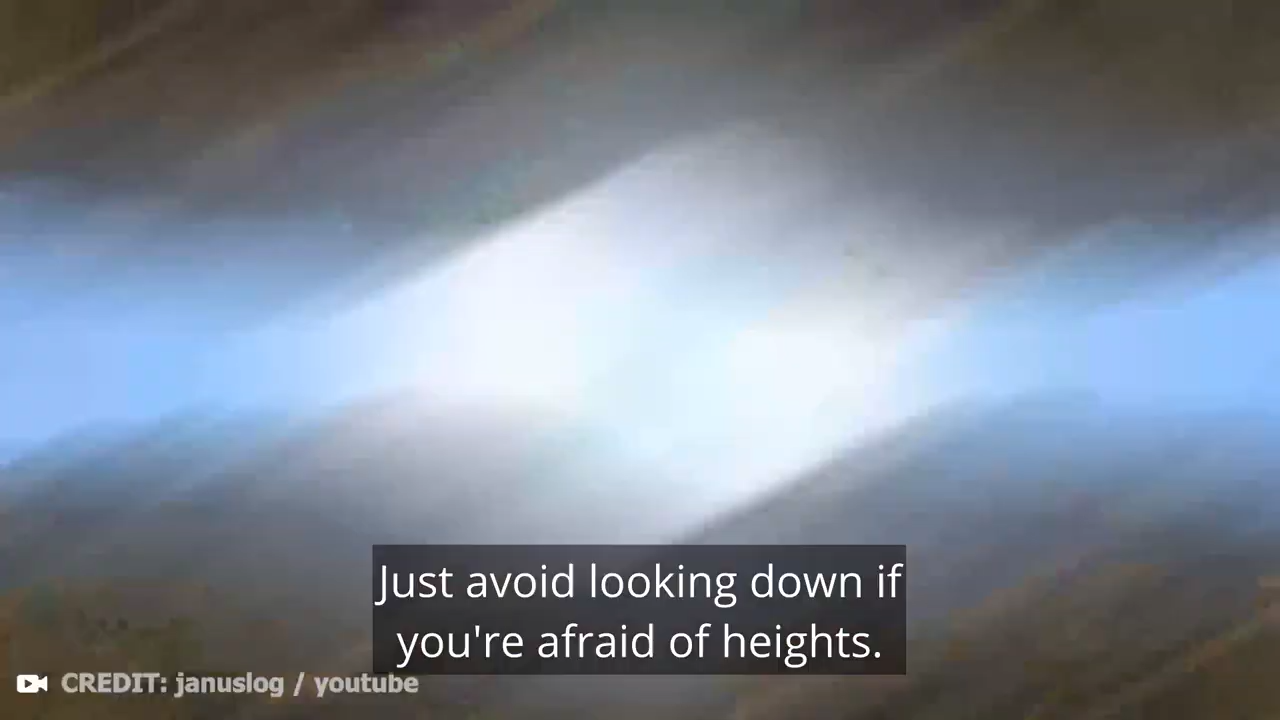 Just avoid looking down if
you're afraid of heights.
CREDIT: januslog / youtube